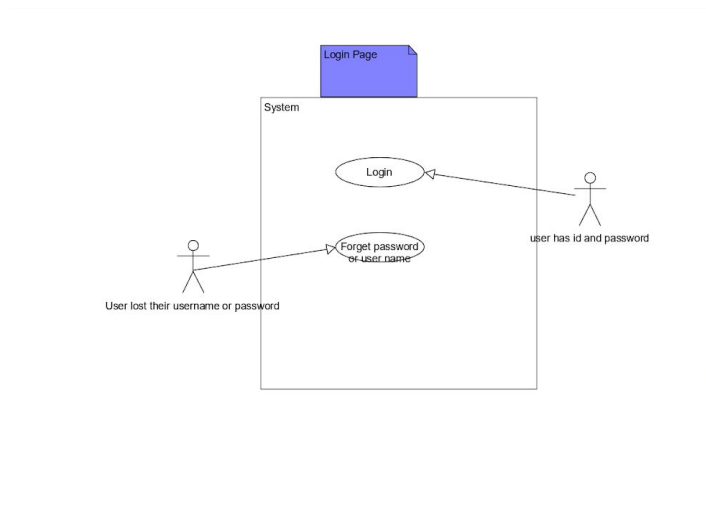 Login Page
System
Login
user has id and password
Forget password
or user name
User lost their username or password